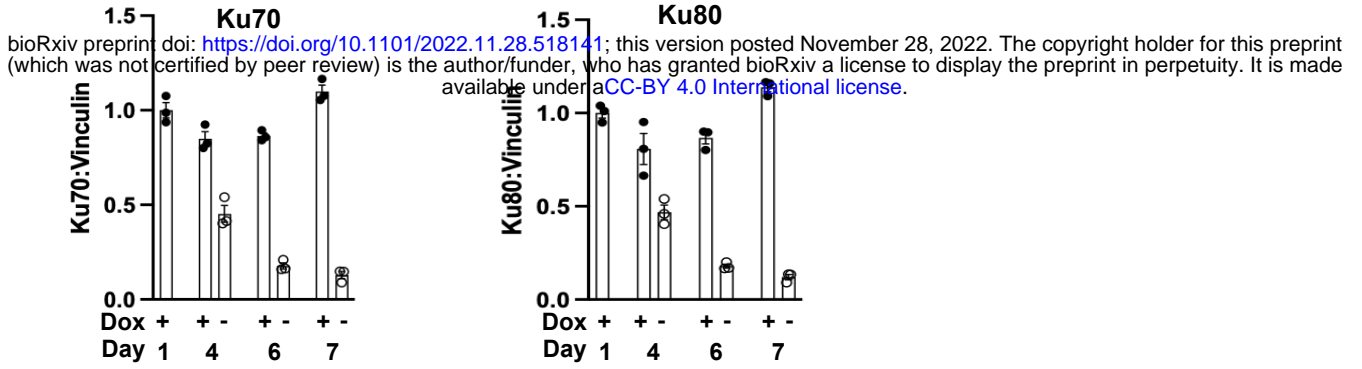 Ku70
Ku80
bioRxiv preprint doi: https://doi.org/10.1101/2022.11.28.518141; this version posted November 28, 2022. The copyright holder for this preprint
(which was not certified by peer review) is the author/funder, who has granted bioRxiv a license to display the preprint in perpetuity. It is made
available under aCC-BY 4.0 International license.
Ku70:Vinculin
1.5
1.0
0.5
0.0
Dox + + - + - + -
Day 1 4 6 7
Ku80:Vinculin
1.5
1.0
0.5
0.0
Dox + + - + - + -
Day 1 4 6 7